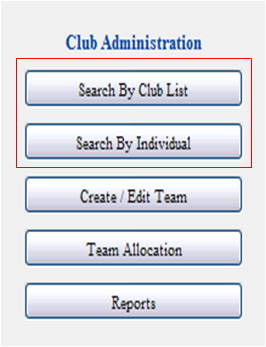 Club Administration
Search By Club List
Search By Individual
Create / Edit Team
Team Allocation
Reports